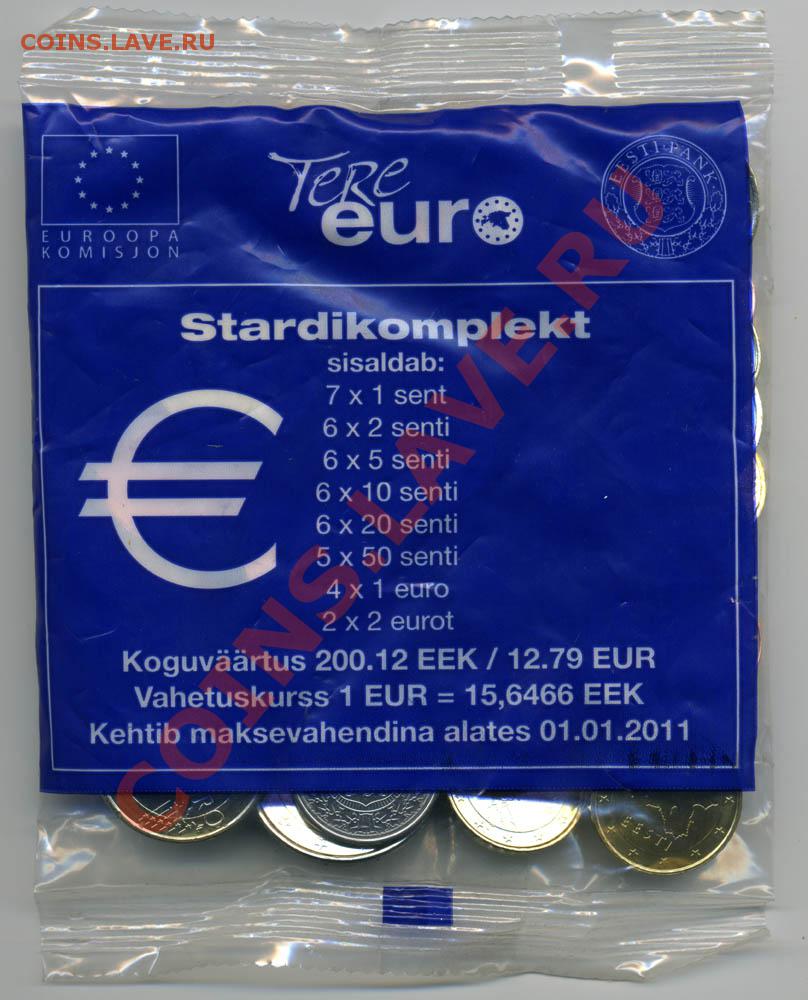 COINS.LAVE.RU
EUROOPA
KOMISJON
Tere
euro
EESTI PANK
Stardikomplekt
sisaldab:
7 x 1 sent
6 x 2 senti
6 x 5 senti
6 x 10 senti
6 x 20 senti
5 x 50 senti
4 x 1 euro
2 x 2 eurot
€
Koguväärtus 200.12 EEK / 12.79 EUR
Vahetuskurss 1 EUR = 15,6466 EEK
Kehtib maksevahendina alates 01.01.2011
COINS.LAVE.RU
EESTI